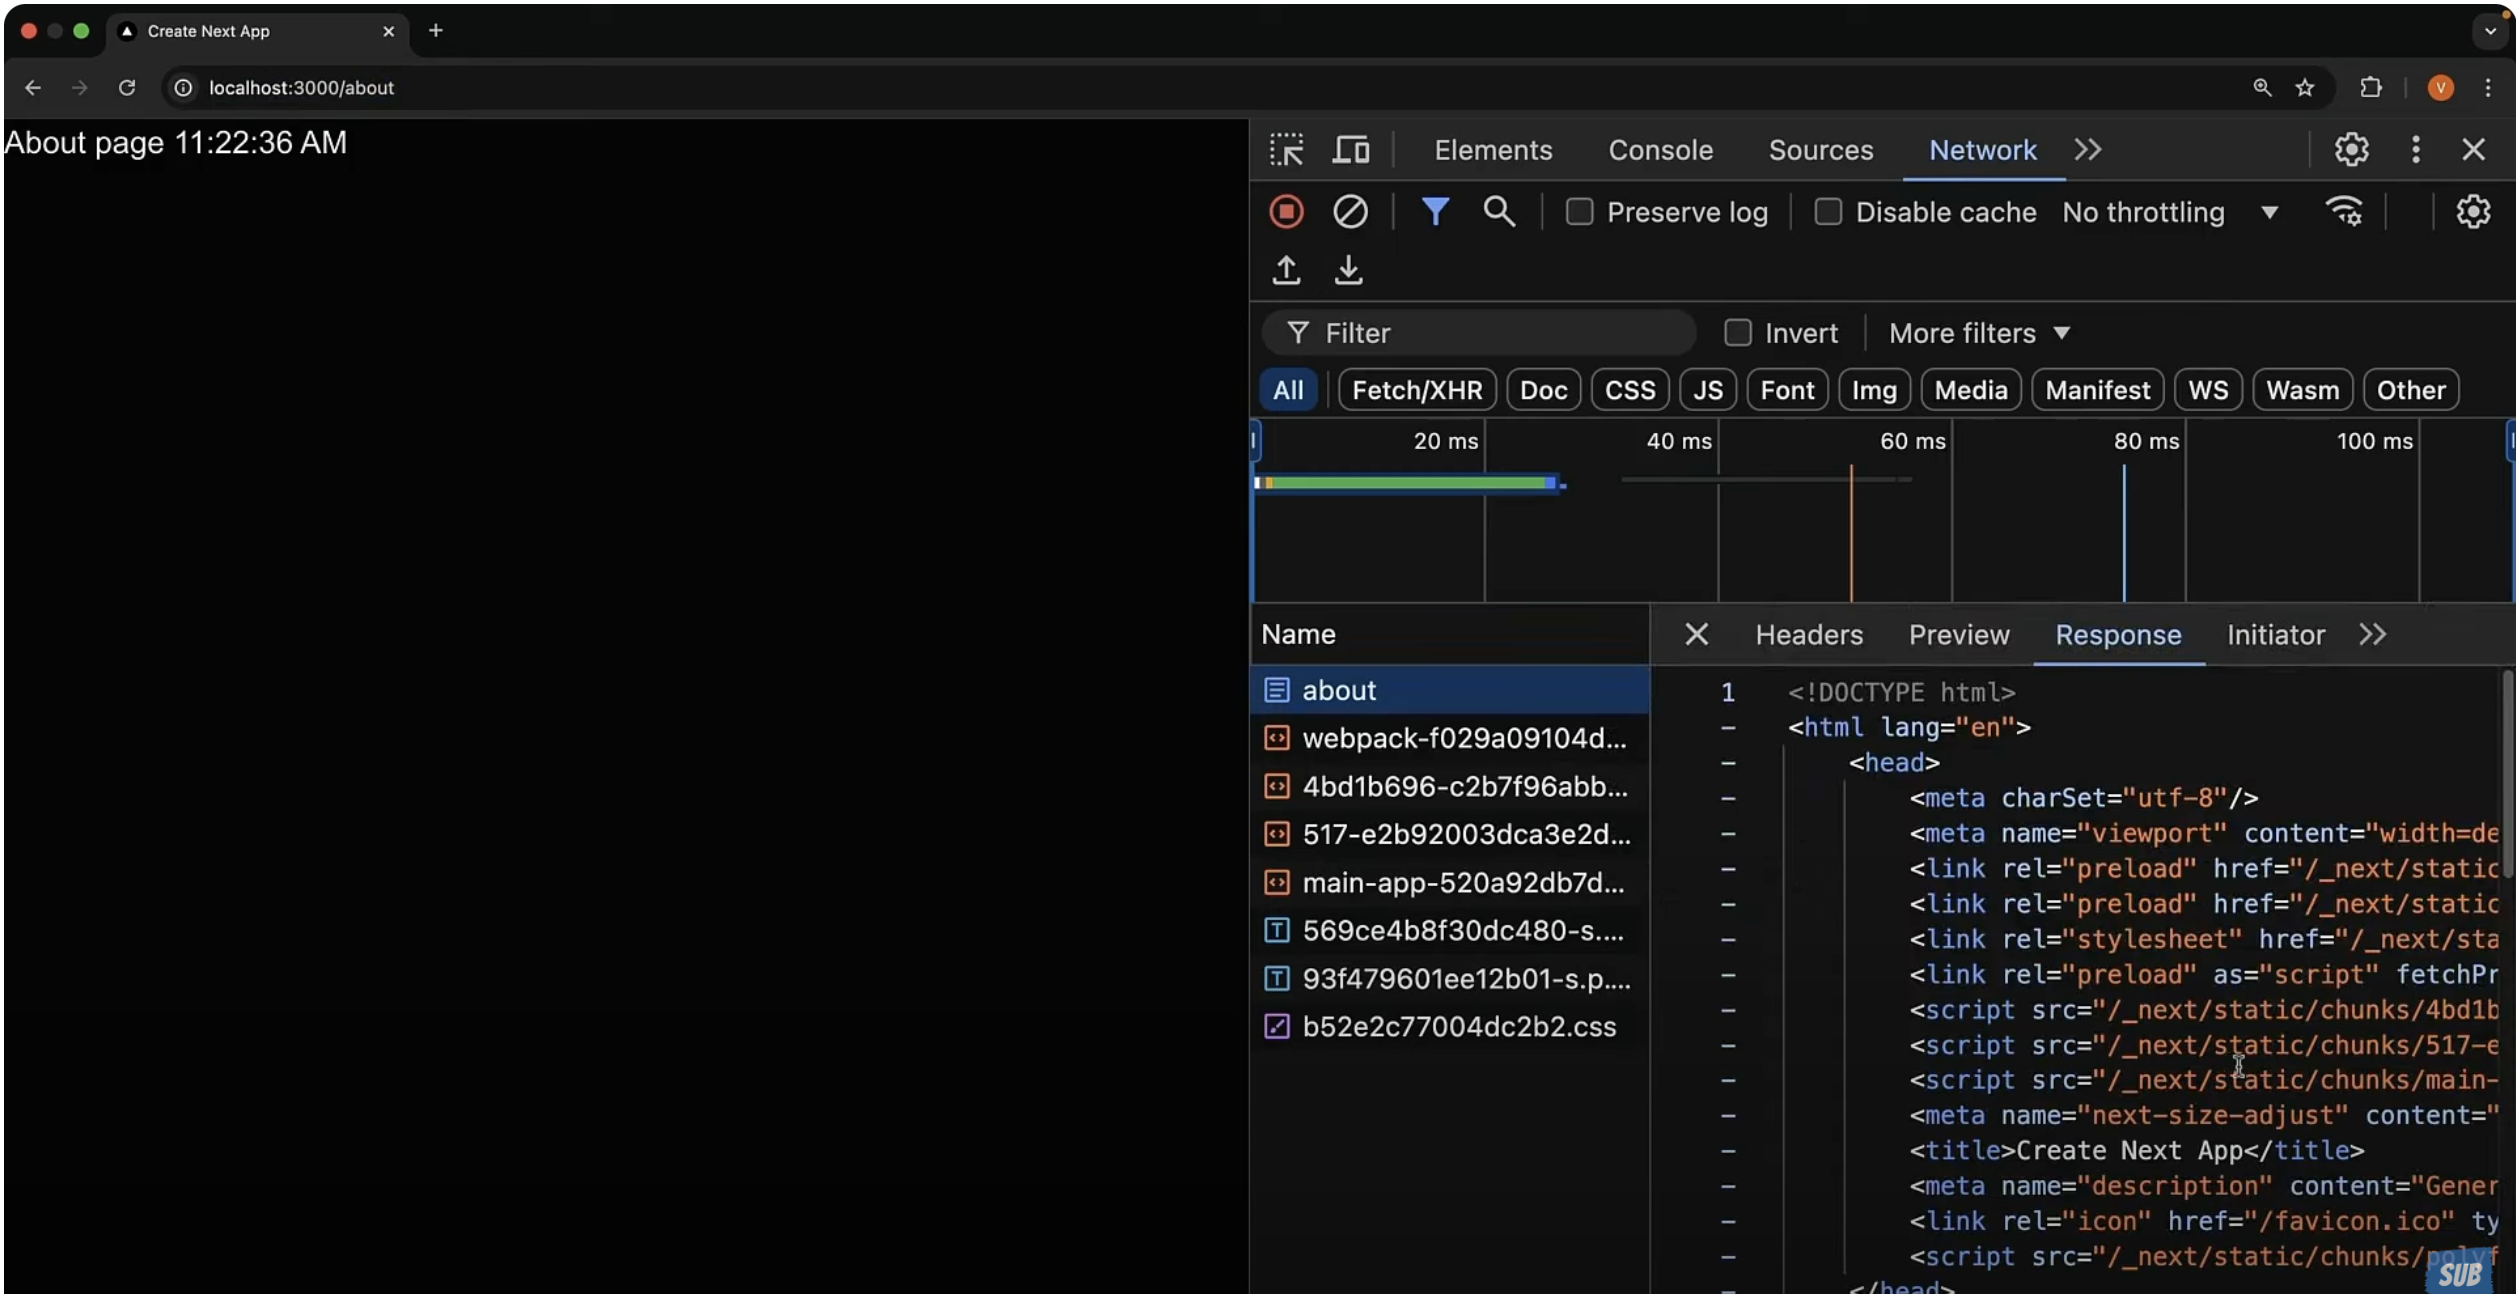 Create Next App
localhost:3000/about
V
About page 11:22:36 AM
Elements Console Sources Network
Preserve log Disable cache No throttling
Filter Invert More filters
All Fetch/XHR Doc CSS JS Font Img Media Manifest WS Wasm Other
20 ms 40 ms 60 ms 80 ms 100 ms
Name
about
webpack-f029a09104d...
4bd1b696-c2b7f96abb...
517-e2b92003dca3e2d...
main-app-520a92db7d...
569ce4b8f30dc480-s....
93f479601ee12b01-s.p....
b52e2c77004dc2b2.css
Headers Preview Response Initiator
1 <!DOCTYPE html>
- <html lang="en">
- <head>
- <meta charSet="utf-8"/>
- <meta name="viewport" content="width=de
- <link rel="preload" href="/_next/static
- <link rel="preload" href="/_next/static
- <link rel="stylesheet" href="/_next/sta
- <link rel="preload" as="script" fetchPr
- <script src="/_next/static/chunks/4bd1b
- <script src="/_next/static/chunks/517-e
- <script src="/_next/static/chunks/main-
- <meta name="next-size-adjust" content="
- <title>Create Next App</title>
- <meta name="description" content="Gener
- <link rel="icon" href="/favicon.ico" ty
- <script src="/_next/static/chunks/polyf
- </head>
SUB